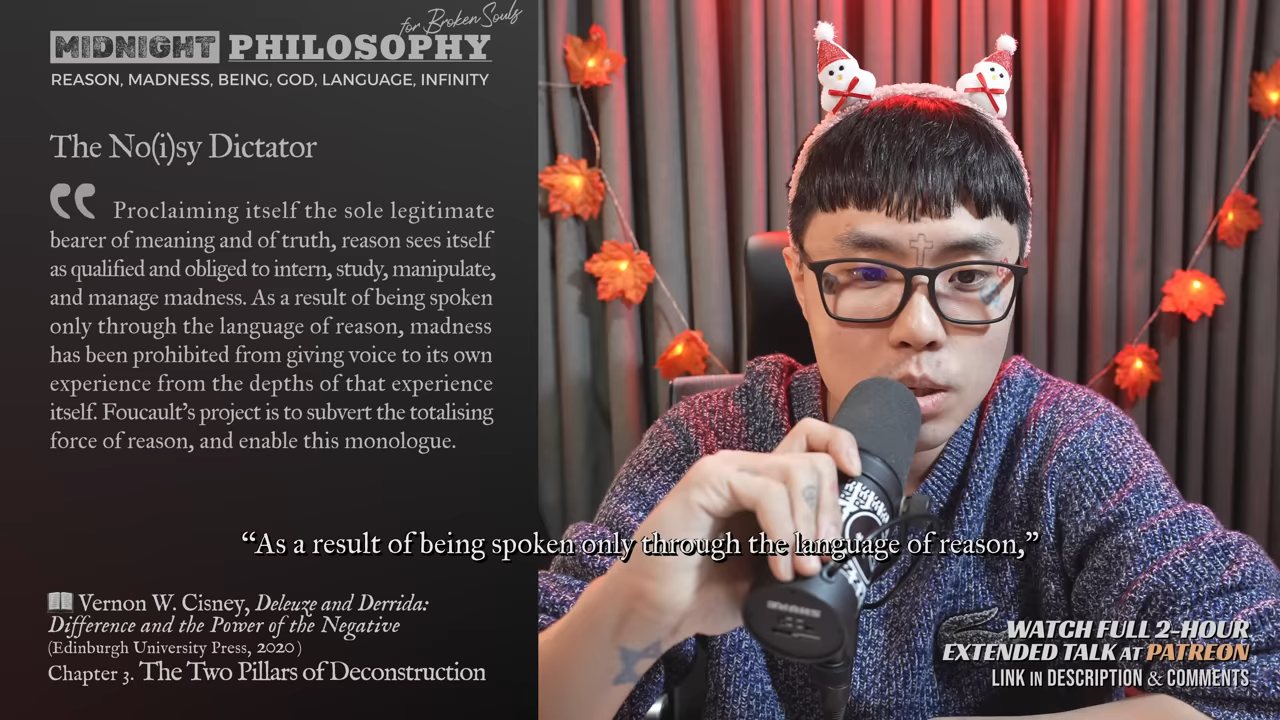 for Broken Souls
MIDNIGHT PHILOSOPHY
REASON, MADNESS, BEING, GOD, LANGUAGE, INFINITY
The No(i)sy Dictator
“ Proclaiming itself the sole legitimate
bearer of meaning and of truth, reason sees itself
as qualified and obliged to intern, study, manipulate,
and manage madness. As a result of being spoken
only through the language of reason, madness
has been prohibited from giving voice to its own
experience from the depths of that experience
itself. Foucault's project is to subvert the totalising
force of reason, and enable this monologue.
“As a result of being spoken only through the language of reason,”
Vernon W. Cisney, Deleuze and Derrida:
Difference and the Power of the Negative
(Edinburgh University Press, 2020)
Chapter 3. The Two Pillars of Deconstruction
SHURE
WATCH FULL 2-HOUR
EXTENDED TALK AT PATREON
LINK IN DESCRIPTION & COMMENTS